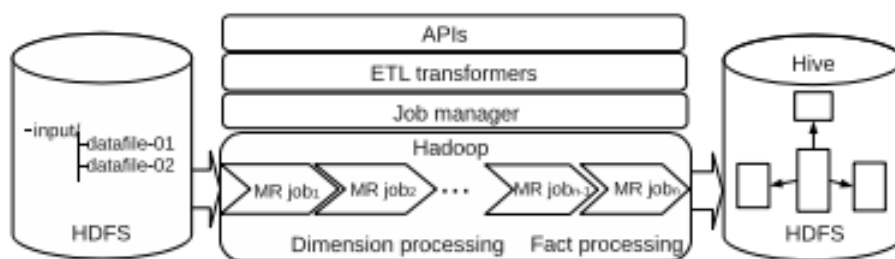 APIs
ETL transformers
Job manager
Hadoop
-input/
datafile-01
datafile-02
HDFS
MR job1
MR job2
...
MR jobn-1
MR jobn
Dimension processing
Fact processing
Hive
HDFS